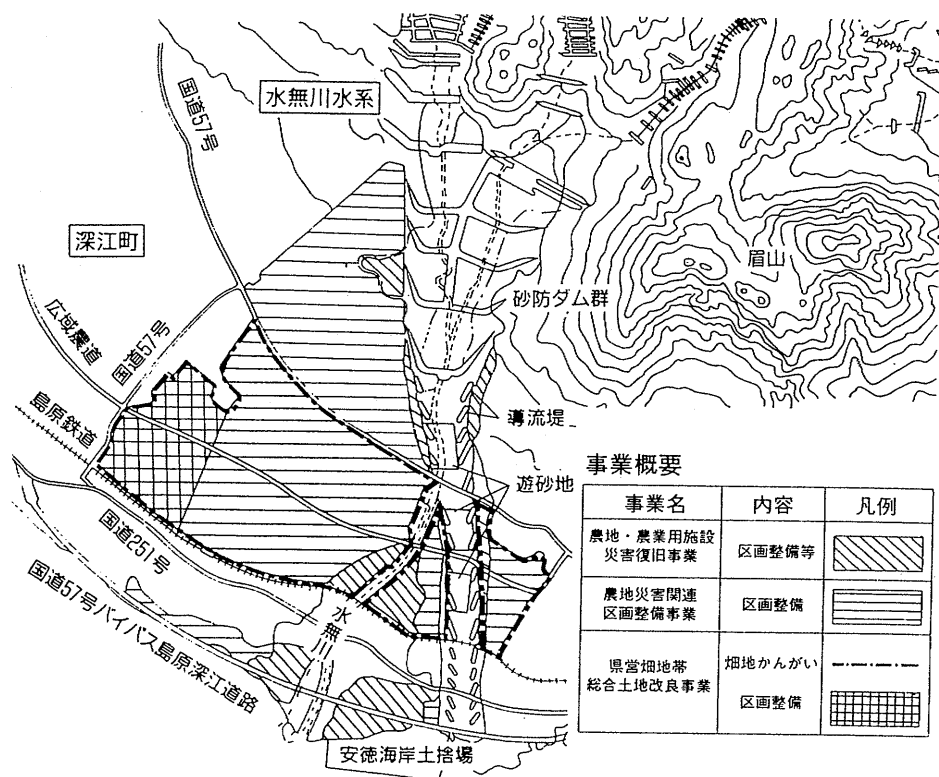 水無川水系
国道57号
深江町
眉山
砂防ダム群
広域農道
国道57号
島原鉄道
導流堤
遊砂地
国道251号
国道57号バイパス島原深江道路
水無川
安徳海岸土捨場
事業概要
事業名 内容 凡例
農地・農業用施設
災害復旧事業 区画整備等
農地災害関連
区画整備事業 区画整備
県営畑地帯
総合土地改良事業 畑地かんがい
区画整備